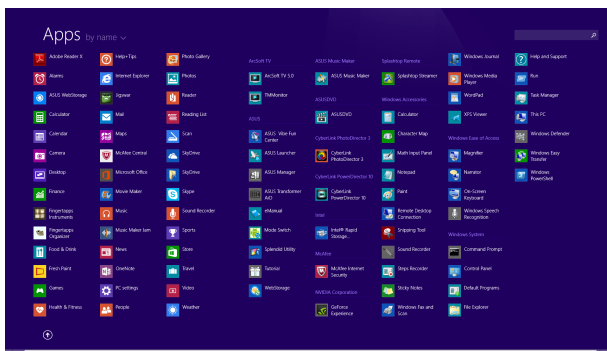 Apps by name
Adobe Reader X
Alarms
ASUS WebStorage
Calculator
Calendar
Camera
Desktop
Finance
Fingertapps
Instruments
Fingertapps
Organizer
Food & Drink
Fresh Paint
Games
Health & Fitness
Help+Tips
Internet Explorer
Jigswar
Mail
Maps
McAfee Central
Microsoft Office
Movie Maker
Music
Music Maker Jam
News
OneNote
PC settings
People
Photo Gallery
Photos
Reader
Reading List
Scan
SkyDrive
SkyDrive
Skype
Sound Recorder
Sports
Store
Travel
Video
Weather
ArcSoft TV
ArcSoft TV 5.0
TMMonitor
ASUS
ASUS Vibe Fun
Center
ASUS Launcher
ASUS Manager
ASUS Transformer
AiO
eManual
Mode Switch
Splendid Utility
Tutorial
WebStorage
ASUS Music Maker
ASUS Music Maker
ASUSDVD
ASUSDVD
CyberLink PhotoDirector 3
CyberLink
PhotoDirector 3
CyberLink PowerDirector 10
CyberLink
PowerDirector 10
Intel
Intel® Rapid
Storage...
McAfee
McAfee Internet
Security
NVIDIA Corporation
GeForce
Experience
Splashtop Remote
Splashtop Streamer
Windows Accessories
Calculator
Character Map
Math Input Panel
Notepad
Paint
Remote Desktop
Connection
Snipping Tool
Sound Recorder
Steps Recorder
Sticky Notes
Windows Fax and
Scan
Windows Journal
Windows Media
Player
WordPad
XPS Viewer
Windows Ease of Access
Magnifier
Narrator
On-Screen
Keyboard
Windows Speech
Recognition
Windows System
Command Prompt
Control Panel
Default Programs
File Explorer
Help and Support
Run
Task Manager
This PC
Windows Defender
Windows Easy
Transfer
Windows
PowerShell